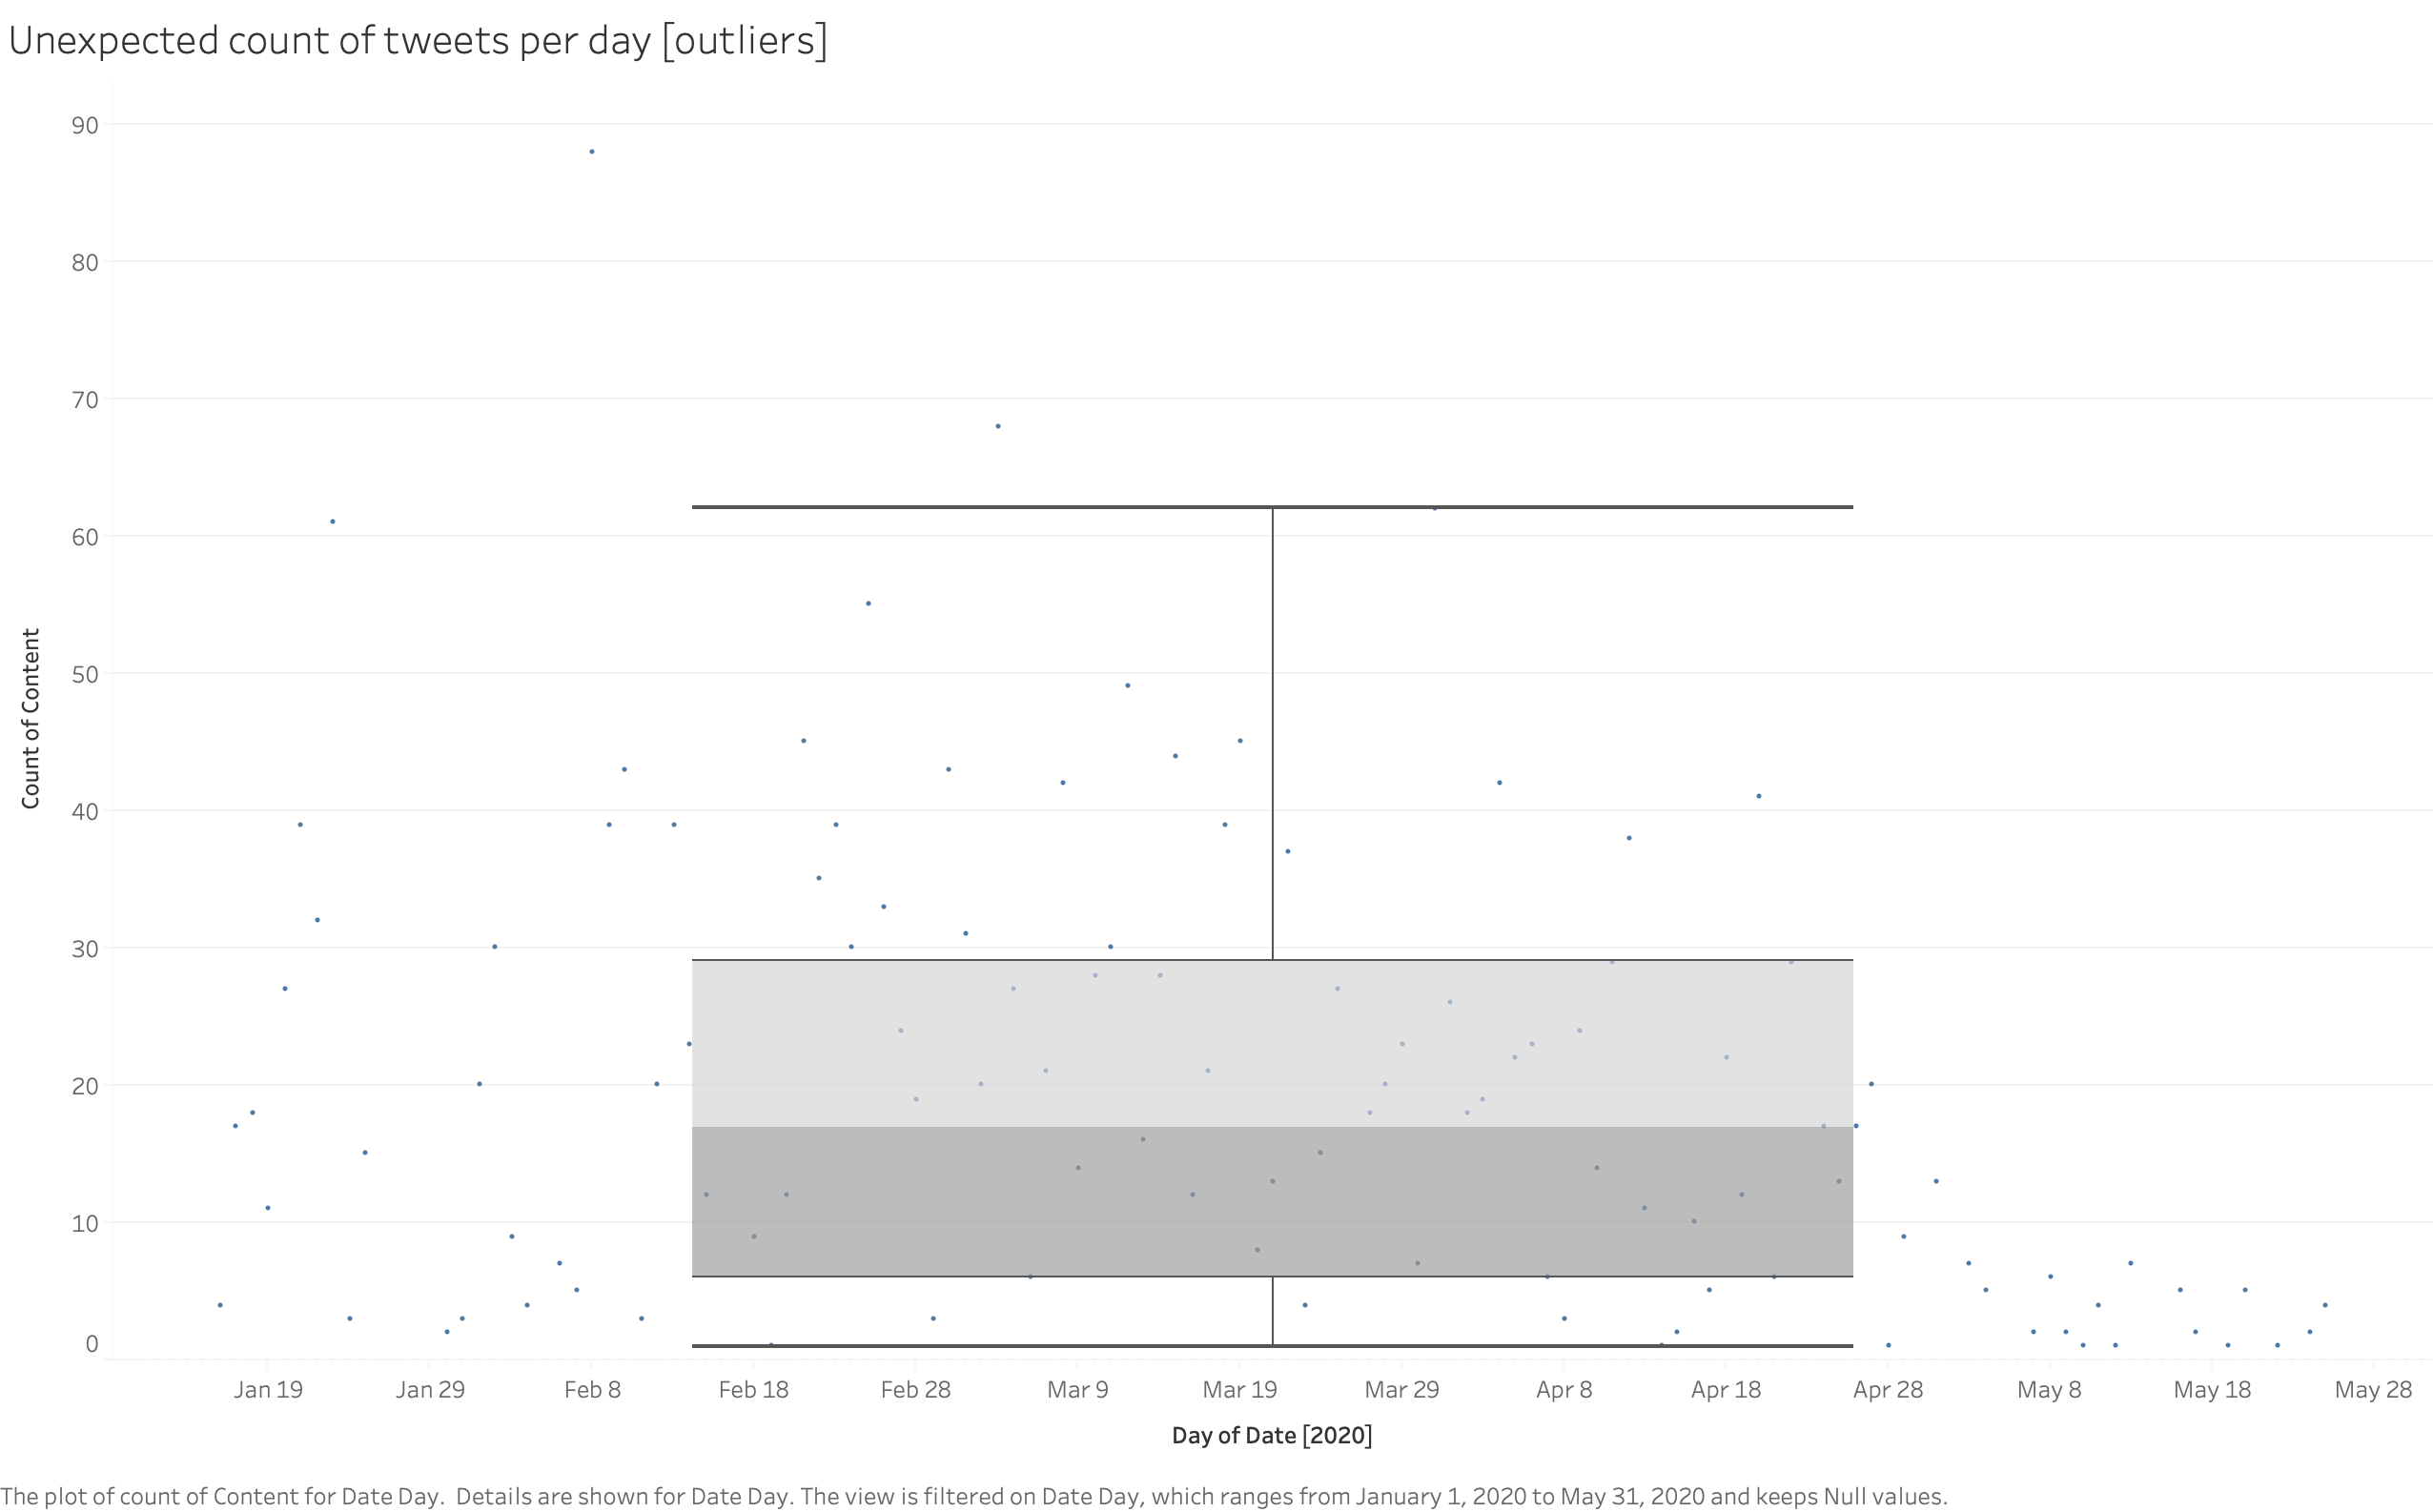 Unexpected count of tweets per day [outliers]
90
80
70
60
50
40
30
20
10
0
Count of Content
Jan 19 Jan 29 Feb 8 Feb 18 Feb 28 Mar 9 Mar 19 Mar 29 Apr 8 Apr 18 Apr 28 May 8 May 18 May 28
Day of Date [2020]
The plot of count of Content for Date Day.  Details are shown for Date Day. The view is filtered on Date Day, which ranges from January 1, 2020 to May 31, 2020 and keeps Null values.